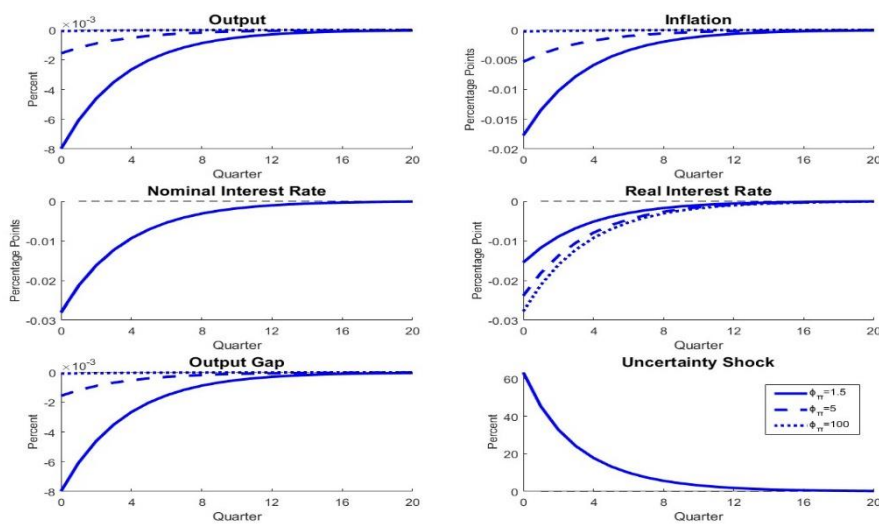 Output
×10⁻³
0
-2
-4
-6
-8
Percent
0 4 8 12 16 20
Quarter
Inflation
0
-0.005
-0.01
-0.015
-0.02
Percentage Points
0 4 8 12 16 20
Quarter
Nominal Interest Rate
0
-0.01
-0.02
-0.03
Percentage Points
0 4 8 12 16 20
Quarter
Real Interest Rate
0
-0.01
-0.02
-0.03
Percentage Point
0 4 8 12 16 20
Quarter
Output Gap
×10⁻³
0
-2
-4
-6
-8
Percent
0 4 8 12 16 20
Quarter
Uncertainty Shock
60
40
20
0
Percent
0 4 8 12 16 20
Quarter
ϕπ=1.5
ϕπ=5
ϕπ=100